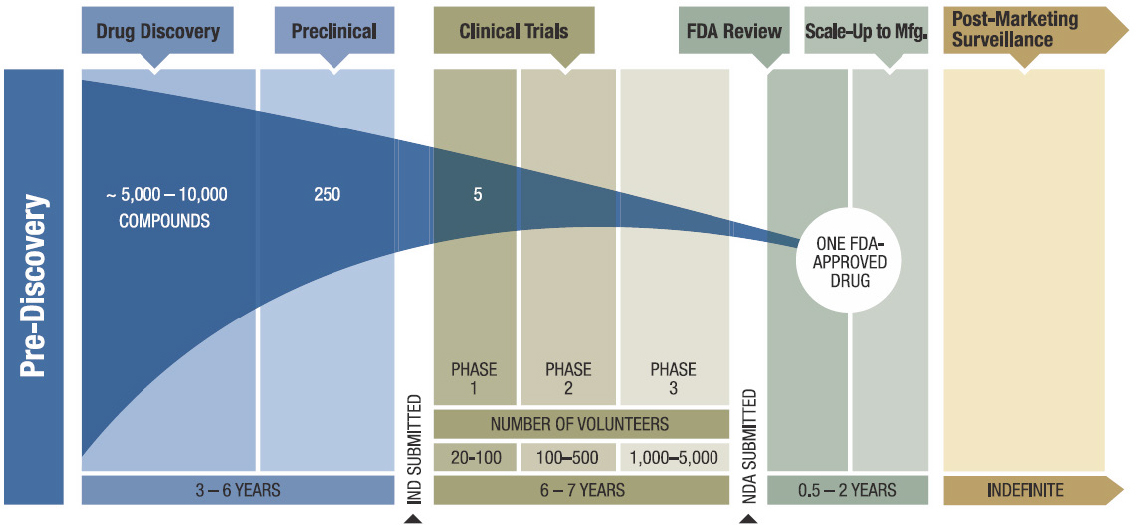 Drug Discovery
Preclinical
Clinical Trials
FDA Review
Scale-Up to Mfg.
Post-Marketing
Surveillance
Pre-Discovery
~ 5,000 – 10,000
COMPOUNDS
250
5
ONE FDA-
APPROVED
DRUG
PHASE
1
PHASE
2
PHASE
3
IND SUBMITTED
NDA SUBMITTED
NUMBER OF VOLUNTEERS
20-100
100–500
1,000–5,000
3 – 6 YEARS
6 – 7 YEARS
0.5 – 2 YEARS
INDEFINITE